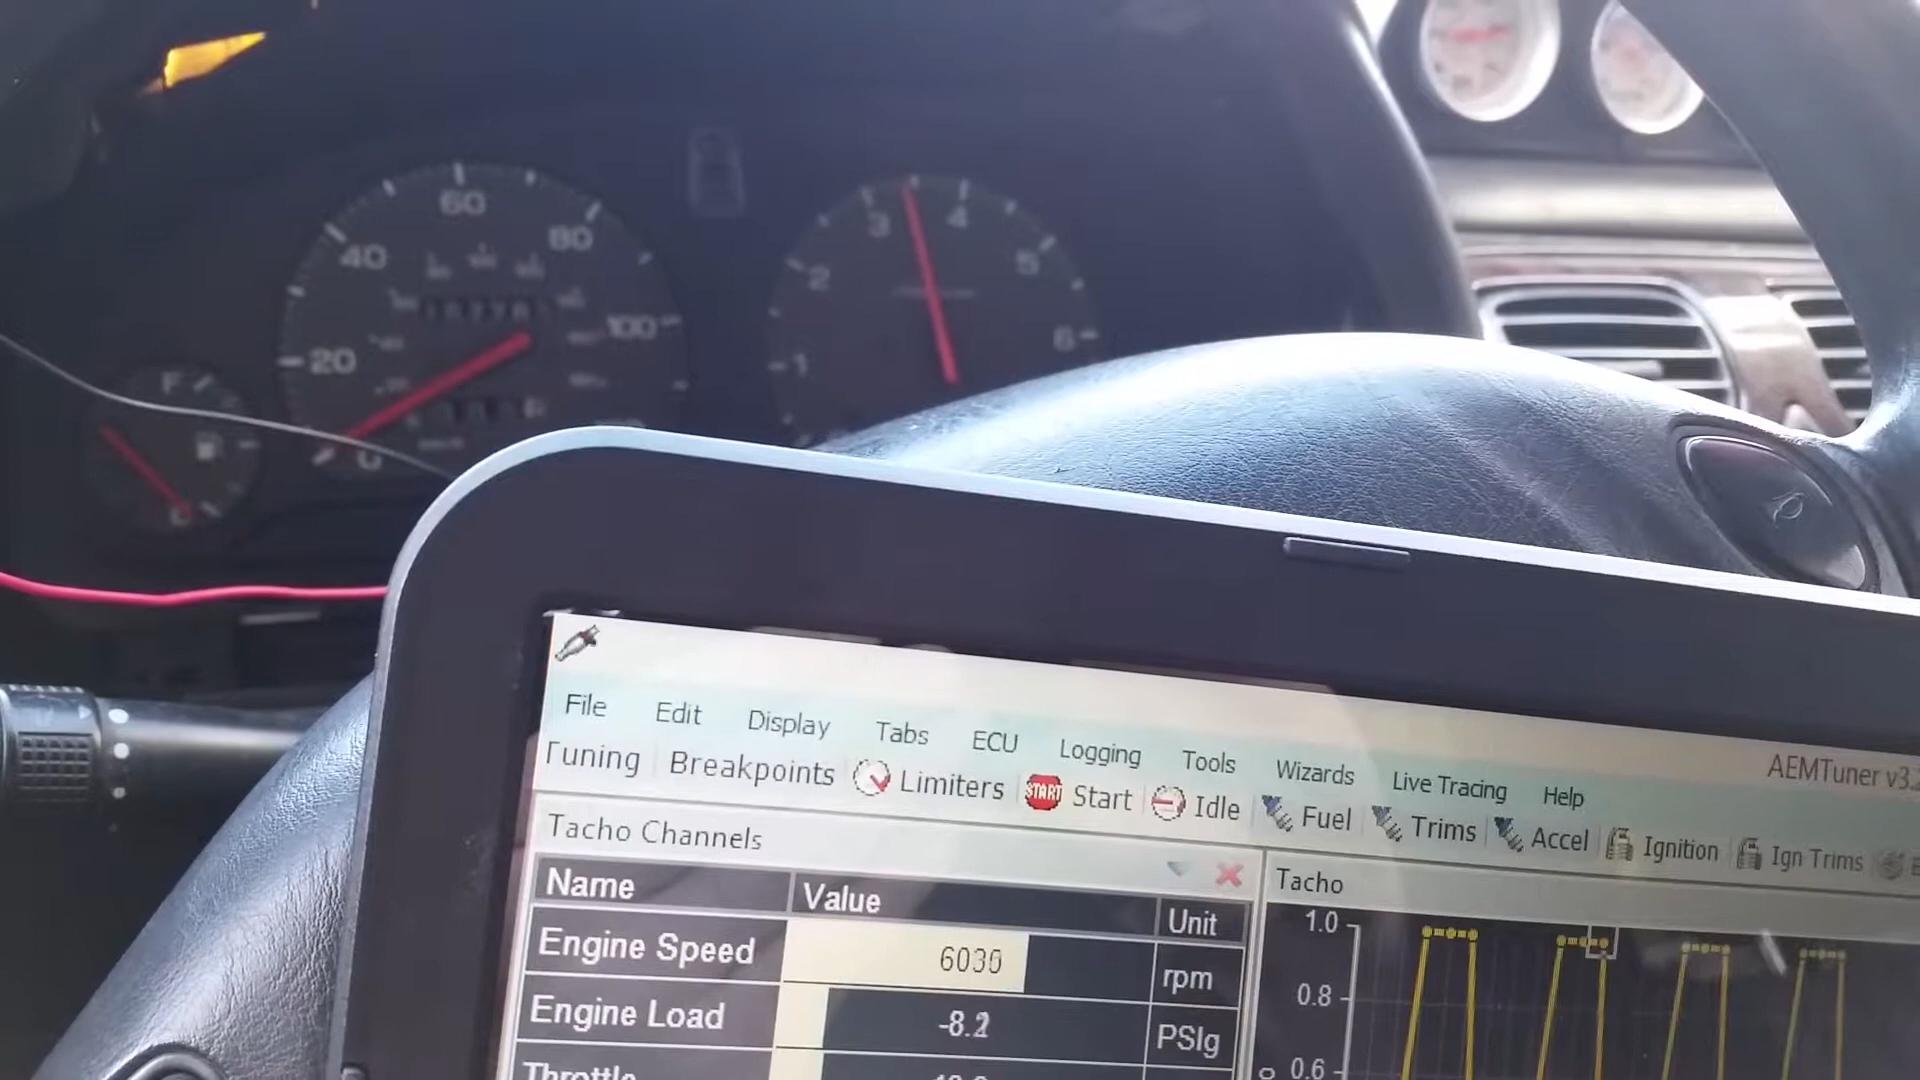 60
40
80
20
100
0
F
1
2
3
4
5
6
File Edit Display Tabs ECU Logging Tools Wizards Live Tracing Help
AEMTuner v3.2
Tuning Breakpoints Limiters START Start Idle Fuel Trims Accel Ignition Ign Trims
Tacho Channels
Tacho
Name Value Unit
Engine Speed 6030 rpm
Engine Load -8.2 PSIg
Throttle
1.0
0.8
0.6